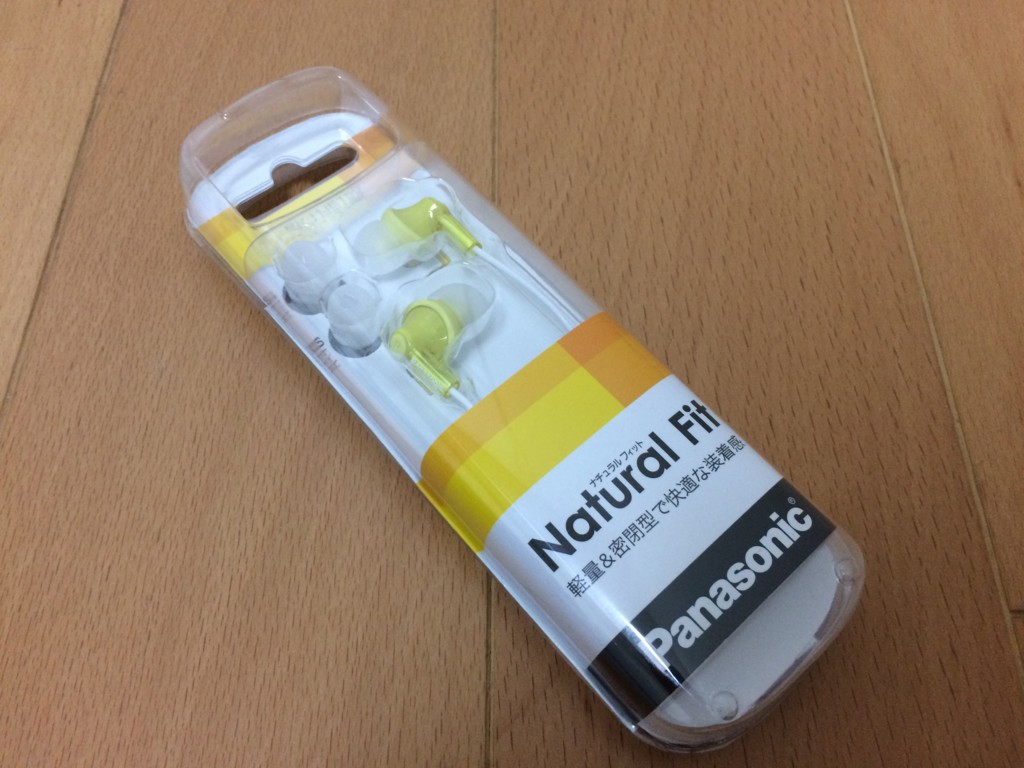 ナチュラル フィット
Natural Fit
軽量&密閉型で快適な装着感
Panasonic®